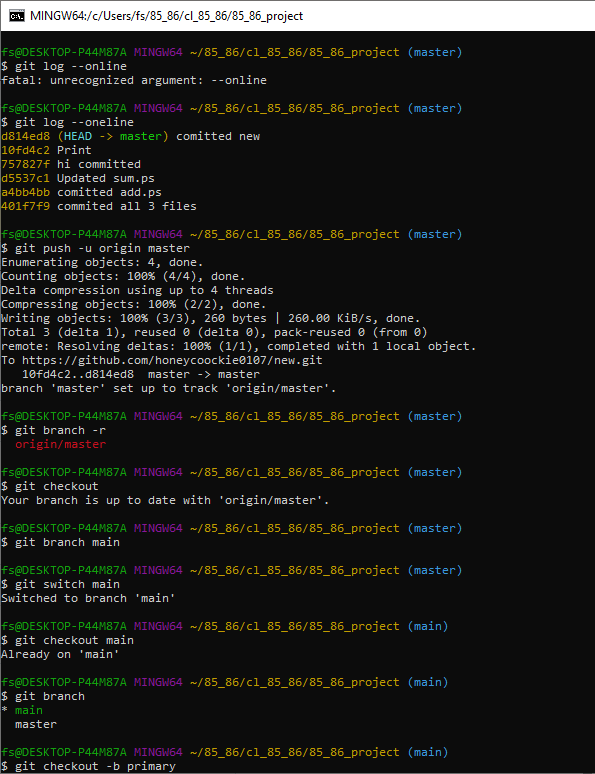 MINGW64:/c/Users/fs/85_86/cl_85_86/85_86_project
fs@DESKTOP-P44M87A MINGW64 ~/85_86/cl_85_86/85_86_project (master)
$ git log --online
fatal: unrecognized argument: --online
fs@DESKTOP-P44M87A MINGW64 ~/85_86/cl_85_86/85_86_project (master)
$ git log --oneline
d814ed8 (HEAD -> master) comitted new
10fd4c2 Print
757827f hi committed
d5537c1 Updated sum.ps
a4bb4bb comitted add.ps
401f7f9 commited all 3 files
fs@DESKTOP-P44M87A MINGW64 ~/85_86/cl_85_86/85_86_project (master)
$ git push -u origin master
Enumerating objects: 4, done.
Counting objects: 100% (4/4), done.
Delta compression using up to 4 threads
Compressing objects: 100% (2/2), done.
Writing objects: 100% (3/3), 260 bytes | 260.00 KiB/s, done.
Total 3 (delta 1), reused 0 (delta 0), pack-reused 0 (from 0)
remote: Resolving deltas: 100% (1/1), completed with 1 local object.
To https://github.com/honeycoockie0107/new.git
   10fd4c2..d814ed8  master -> master
branch 'master' set up to track 'origin/master'.
fs@DESKTOP-P44M87A MINGW64 ~/85_86/cl_85_86/85_86_project (master)
$ git branch -r
  origin/master
fs@DESKTOP-P44M87A MINGW64 ~/85_86/cl_85_86/85_86_project (master)
$ git checkout
Your branch is up to date with 'origin/master'.
fs@DESKTOP-P44M87A MINGW64 ~/85_86/cl_85_86/85_86_project (master)
$ git branch main
fs@DESKTOP-P44M87A MINGW64 ~/85_86/cl_85_86/85_86_project (master)
$ git switch main
Switched to branch 'main'
fs@DESKTOP-P44M87A MINGW64 ~/85_86/cl_85_86/85_86_project (main)
$ git checkout main
Already on 'main'
fs@DESKTOP-P44M87A MINGW64 ~/85_86/cl_85_86/85_86_project (main)
$ git branch
* main
  master
fs@DESKTOP-P44M87A MINGW64 ~/85_86/cl_85_86/85_86_project (main)
$ git checkout -b primary